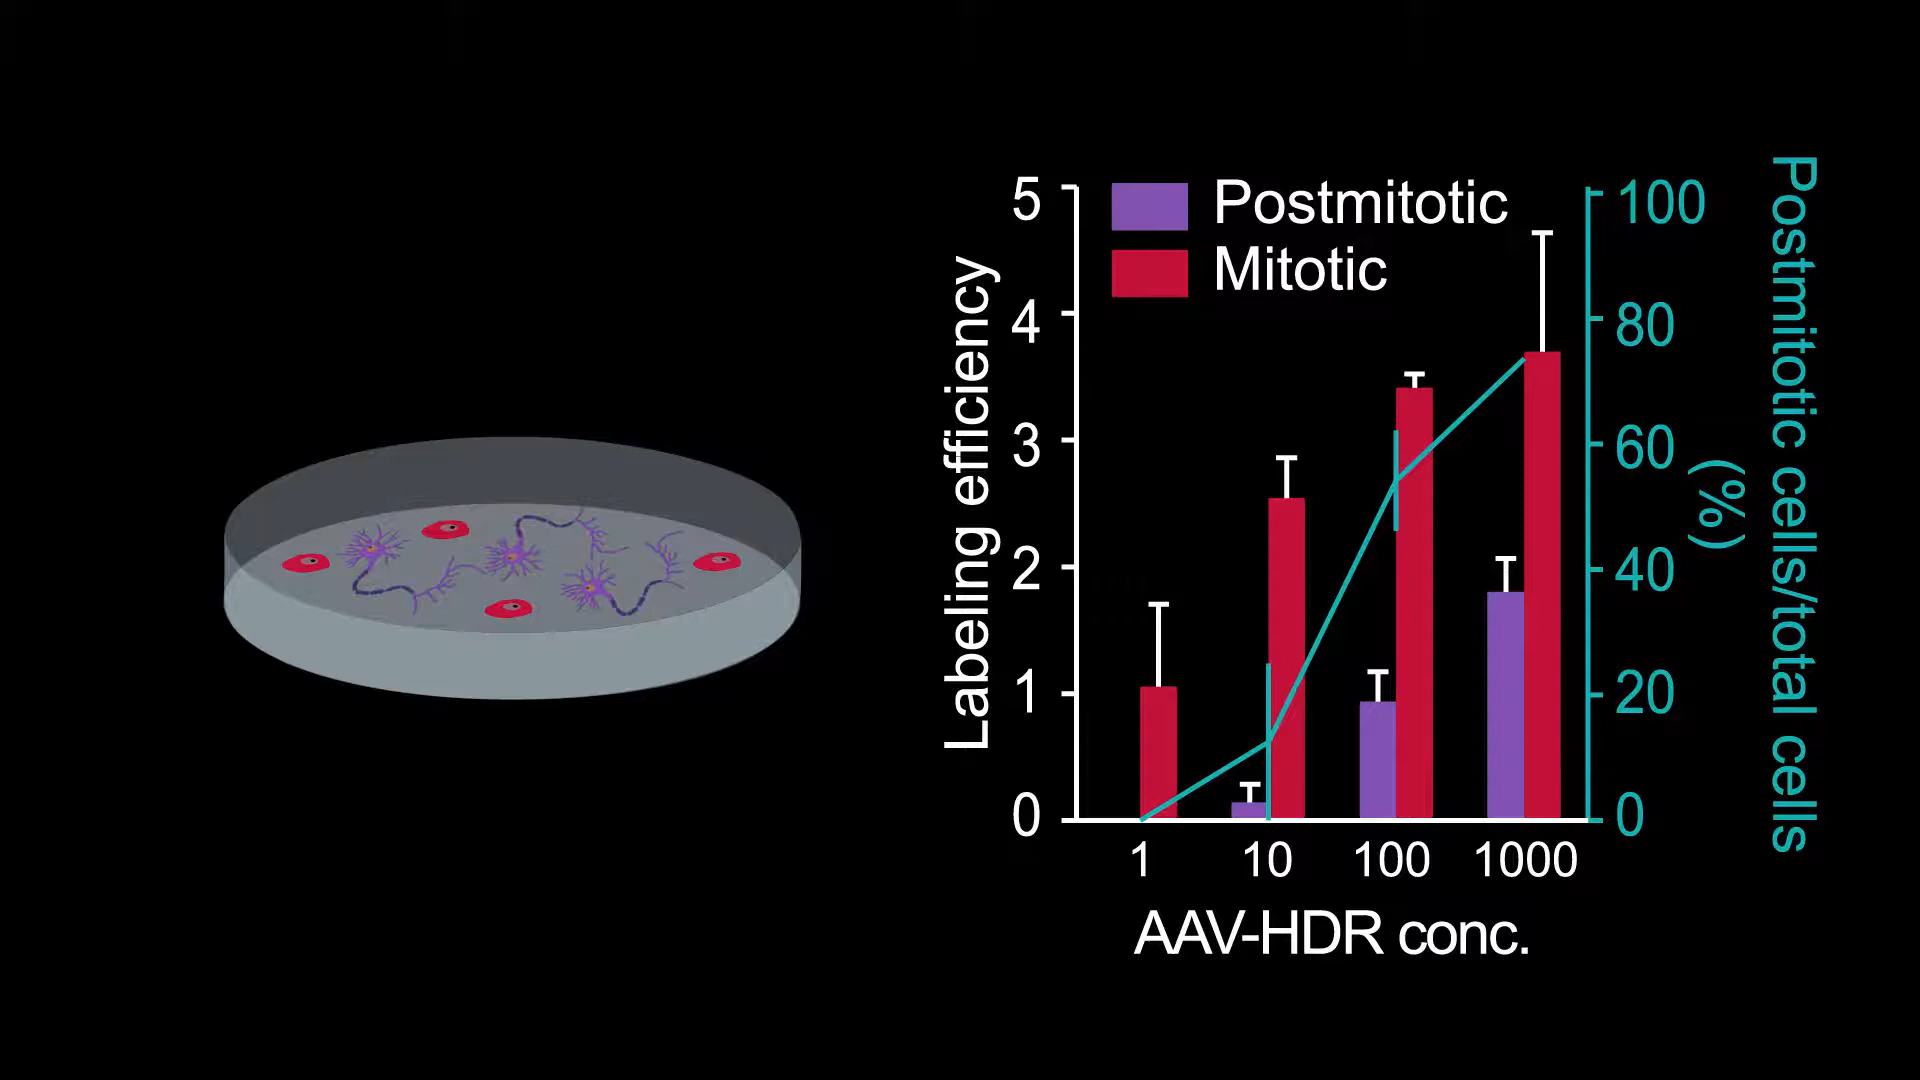 Postmitotic
Mitotic
Labeling efficiency
5
4
3
2
1
0
100
80
60
40
20
0
Postmitotic cells/total cells
(%)
1 10 100 1000
AAV-HDR conc.